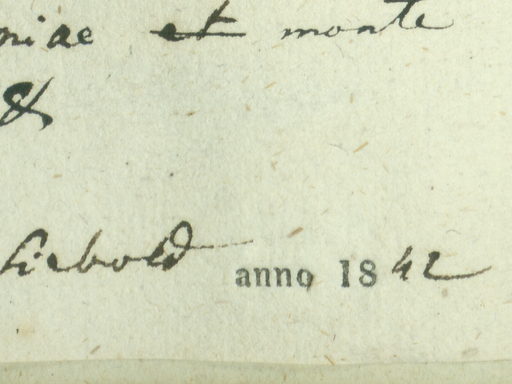 niae et monte
&
Siebold anno 1842